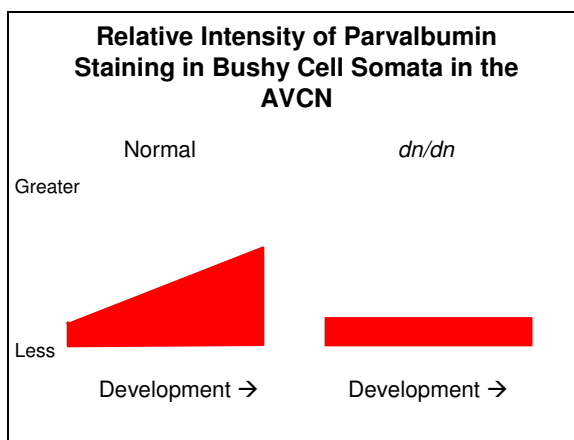 Relative Intensity of Parvalbumin
Staining in Bushy Cell Somata in the
AVCN
Normal dn/dn
Greater
Less
Development → Development →